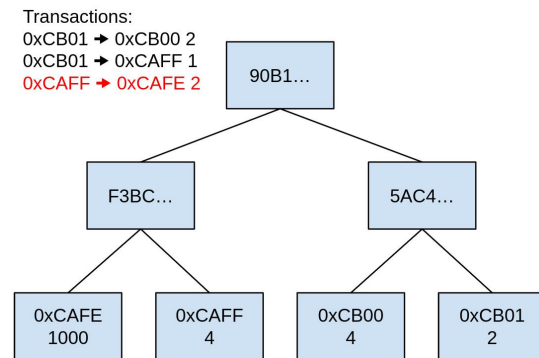 Transactions:
0xCB01 → 0xCB00 2
0xCB01 → 0xCAFF 1
0xCAFF → 0xCAFE 2
90B1...
F3BC...
5AC4...
0xCAFE
1000
0xCAFF
4
0xCB00
4
0xCB01
2